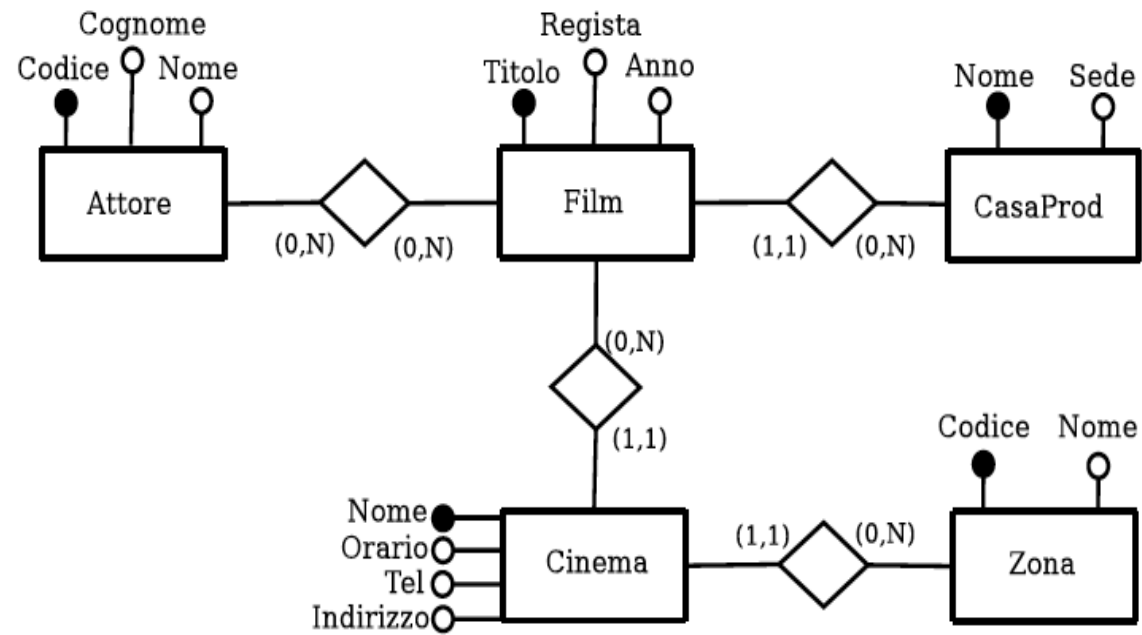 Cognome
Codice
Nome
Attore
(0,N)
(0,N)
Regista
Titolo
Anno
Film
(1,1)
(0,N)
Nome
Sede
CasaProd
(0,N)
(1,1)
Nome
Orario
Tel
Indirizzo
Cinema
(1,1)
(0,N)
Codice
Nome
Zona